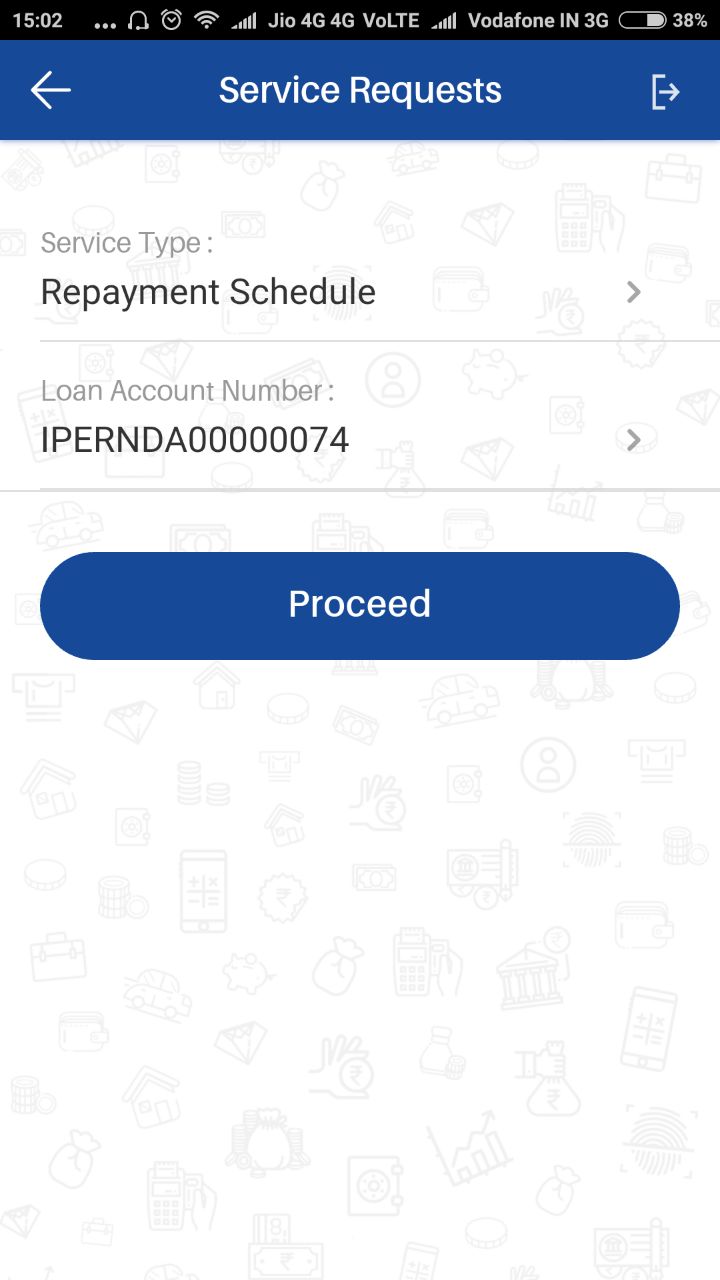 15:02 ... Jio 4G 4G VoLTE Vodafone IN 3G 38%
Service Requests
Service Type :
Repayment Schedule
Loan Account Number :
IPERNDA00000074
Proceed